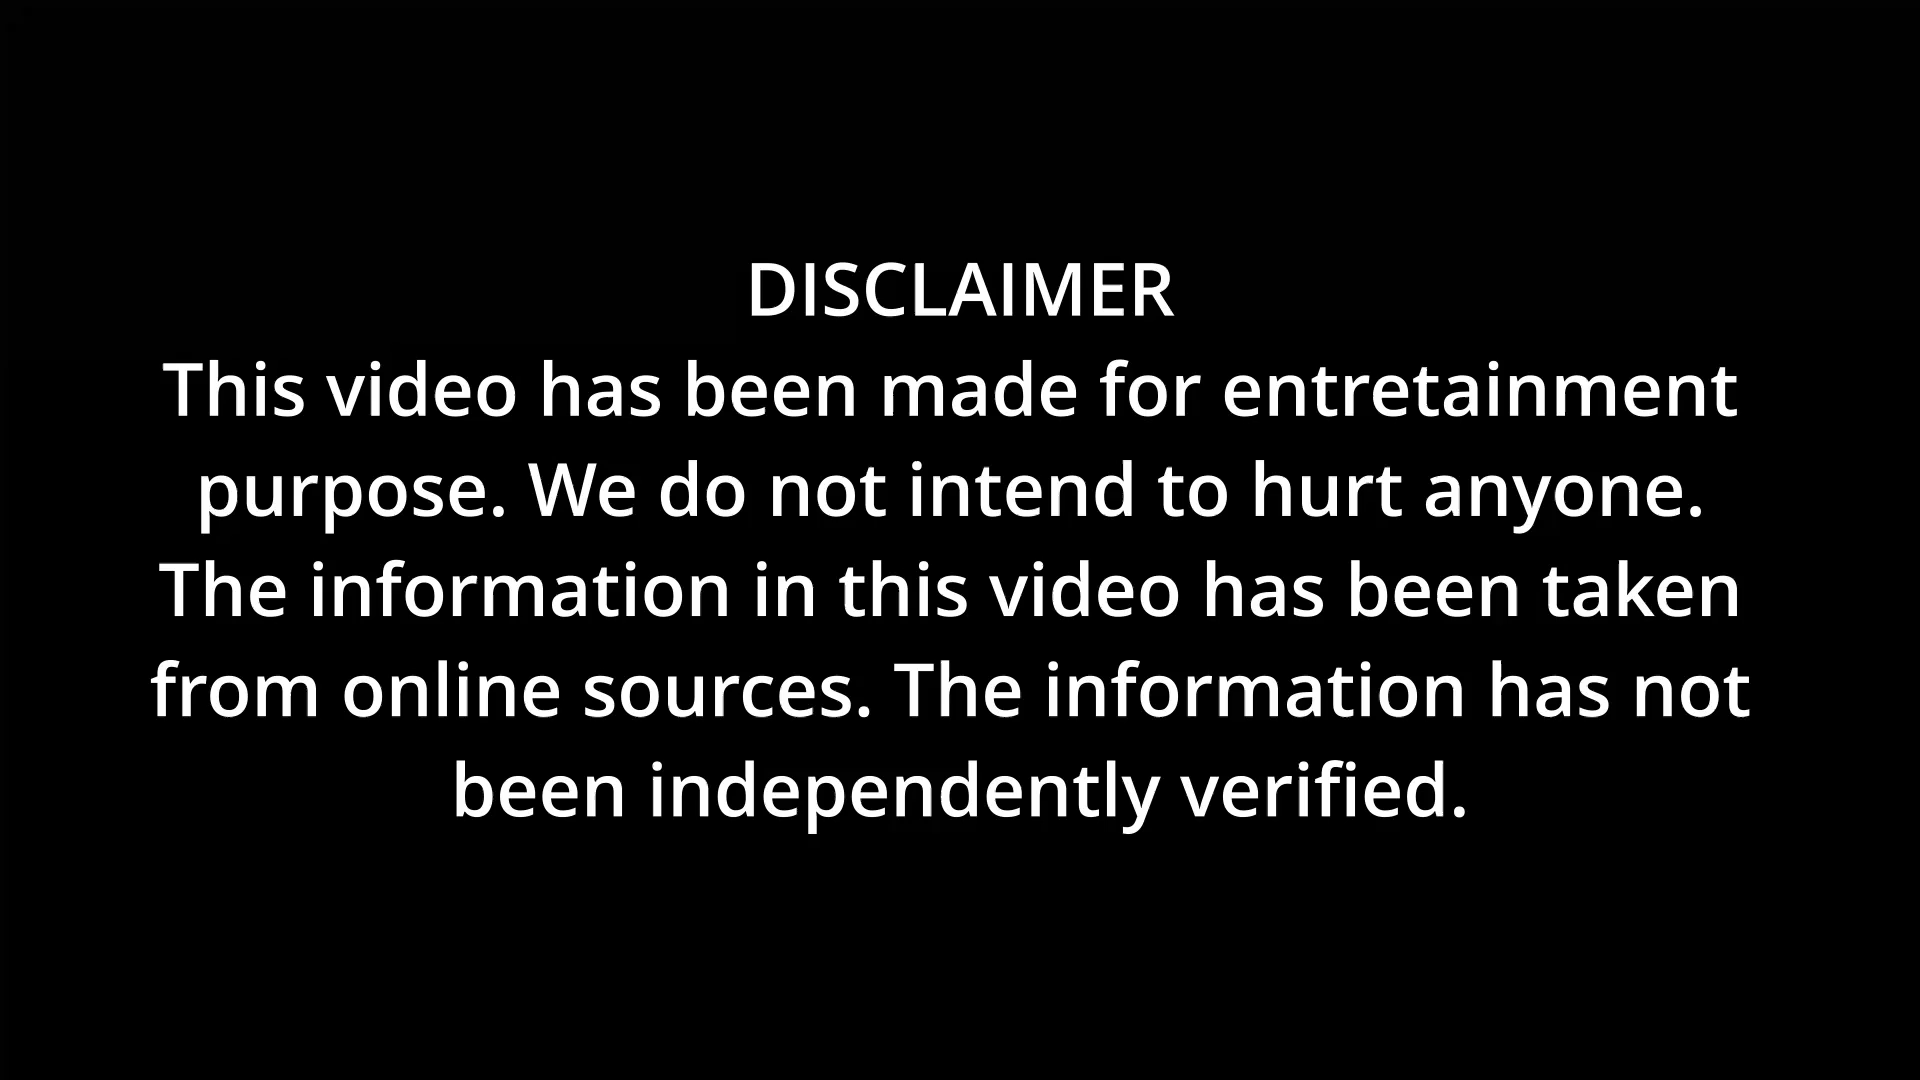 DISCLAIMER
This video has been made for entretainment
purpose. We do not intend to hurt anyone.
The information in this video has been taken
from online sources. The information has not
been independently verified.